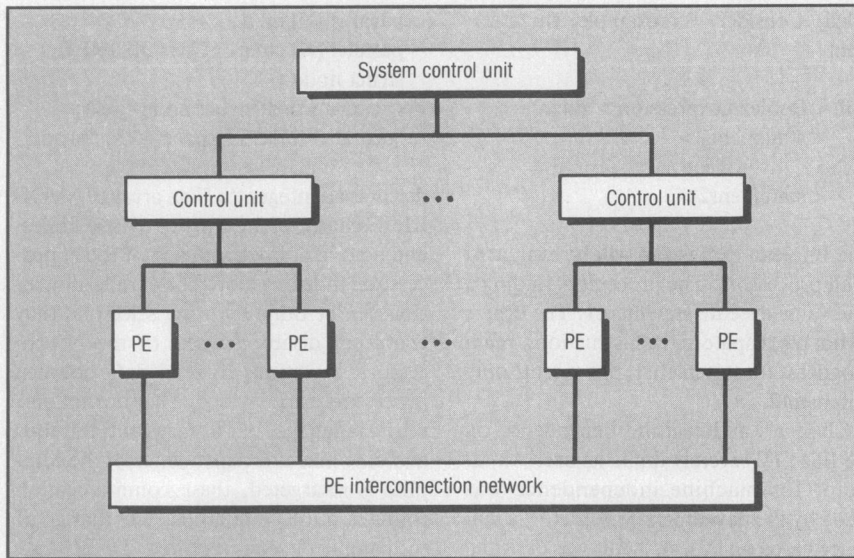 System control unit
Control unit
•••
Control unit
PE
•••
PE
•••
PE
•••
PE
PE interconnection network